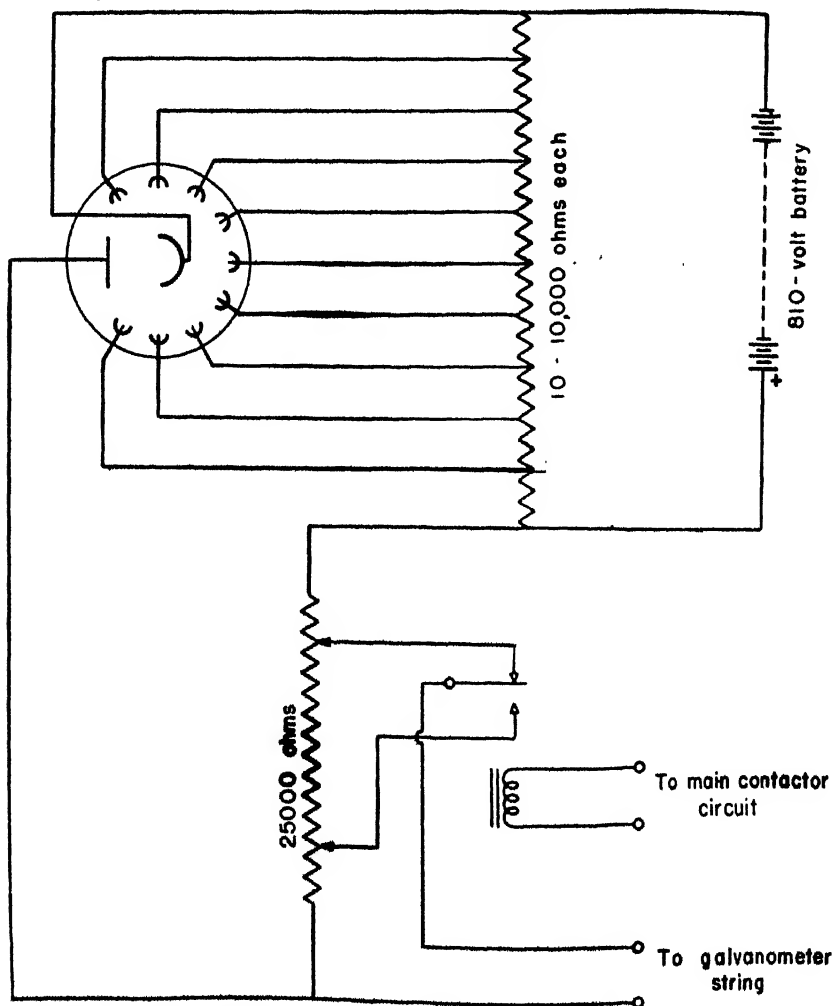 10 - 10,000 ohms each
810-volt battery
+
25000 ohms
To main contactor
circuit
To galvanometer
string